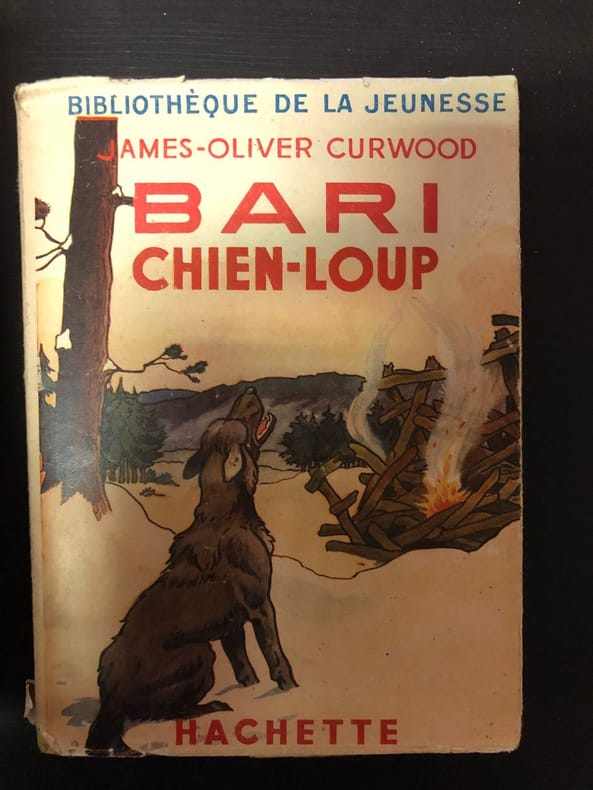 BIBLIOTHÈQUE DE LA JEUNESSE
JAMES-OLIVER CURWOOD
BARI
CHIEN-LOUP
HACHETTE